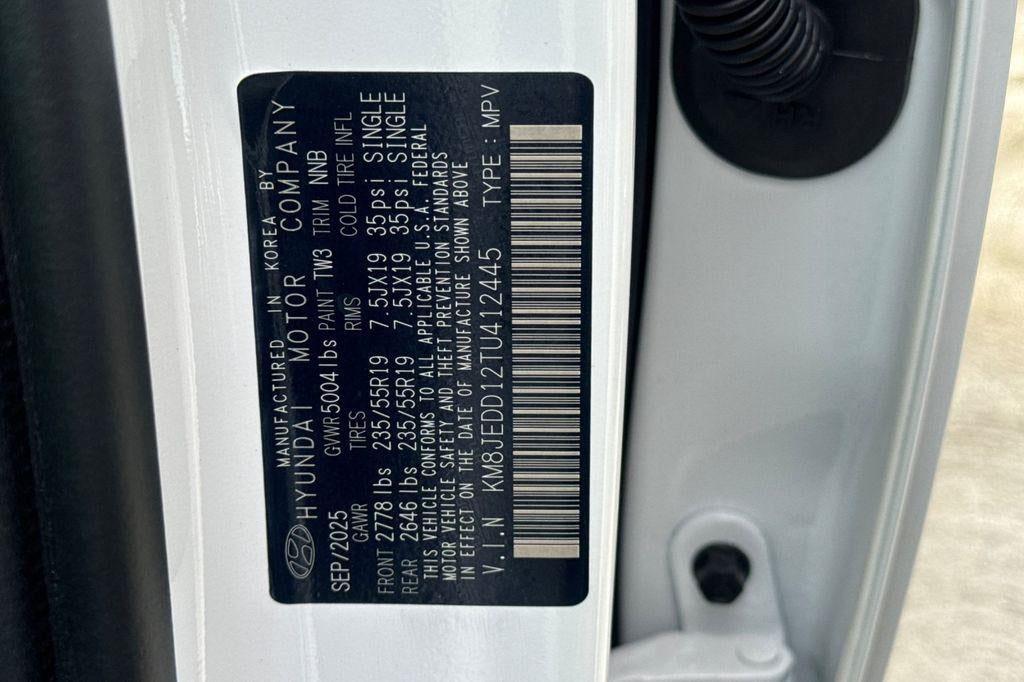 MANUFACTURED IN KOREA BY
HYUNDAI MOTOR COMPANY
SEP/2025 GVWR 5004 lbs PAINT TW3 TRIM NNB
GAWR TIRES RIMS COLD TIRE INFL
FRONT 2778 lbs 235/55R19 7.5JX19 35psi SINGLE
REAR 2646 lbs 235/55R19 7.5JX19 35psi SINGLE
THIS VEHICLE CONFORMS TO ALL APPLICABLE U.S.A. FEDERAL
MOTOR VEHICLE SAFETY AND THEFT PREVENTION STANDARDS
IN EFFECT ON THE DATE OF MANUFACTURE SHOWN ABOVE
V.I.N KM8JEDD12TU412445 TYPE : MPV
RH